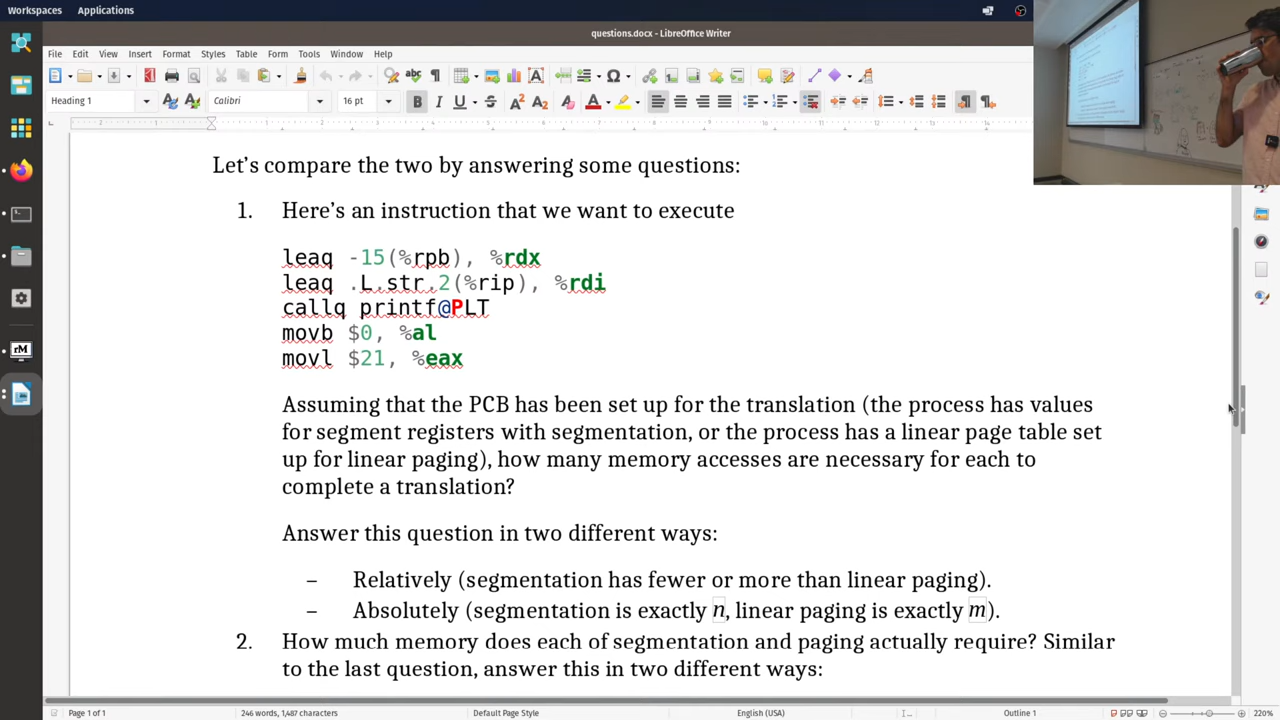 Workspaces Applications
questions.docx - LibreOffice Writer
File Edit View Insert Format Styles Table Form Tools Window Help
Heading 1 Calibri 16 pt
Let's compare the two by answering some questions:
1. Here's an instruction that we want to execute
leaq -15(%rpb), %rdx
leaq .L.str.2(%rip), %rdi
callq printf@PLT
movb $0, %al
movl $21, %eax
Assuming that the PCB has been set up for the translation (the process has values
for segment registers with segmentation, or the process has a linear page table set
up for linear paging), how many memory accesses are necessary for each to
complete a translation?
Answer this question in two different ways:
– Relatively (segmentation has fewer or more than linear paging).
– Absolutely (segmentation is exactly n, linear paging is exactly m).
2. How much memory does each of segmentation and paging actually require? Similar
to the last question, answer this in two different ways:
Page 1 of 1 246 words, 1,487 characters Default Page Style English (USA) Outline 1 220%